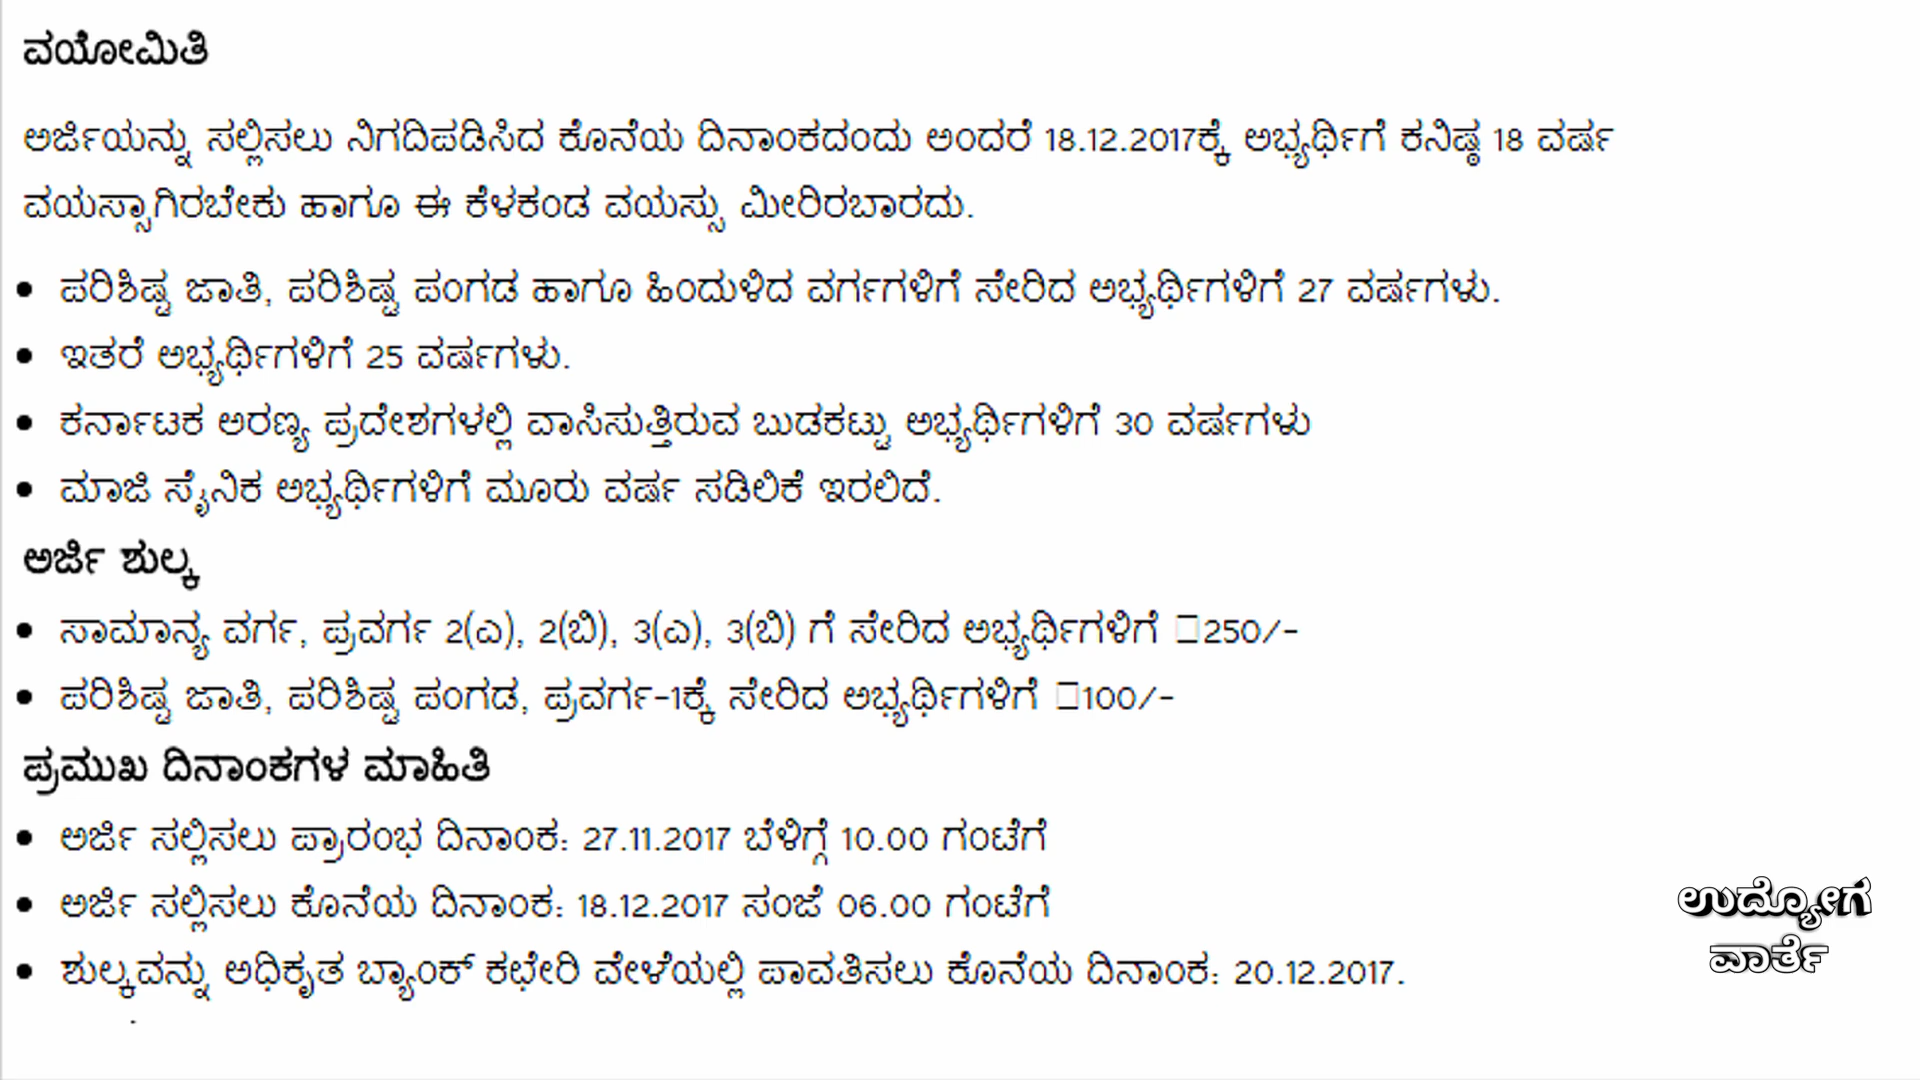 ವಯೋಮಿತಿ
ಅರ್ಜಿಯನ್ನು ಸಲ್ಲಿಸಲು ನಿಗದಿಪಡಿಸಿದ ಕೊನೆಯ ದಿನಾಂಕದಂದು ಅಂದರೆ 18.12.2017ಕ್ಕೆ ಅಭ್ಯರ್ಥಿಗೆ ಕನಿಷ್ಠ 18 ವರ್ಷ
ವಯಸ್ಸಾಗಿರಬೇಕು ಹಾಗೂ ಈ ಕೆಳಕಂಡ ವಯಸ್ಸು ಮೀರಿರಬಾರದು.
• ಪರಿಶಿಷ್ಟ ಜಾತಿ, ಪರಿಶಿಷ್ಟ ಪಂಗಡ ಹಾಗೂ ಹಿಂದುಳಿದ ವರ್ಗಗಳಿಗೆ ಸೇರಿದ ಅಭ್ಯರ್ಥಿಗಳಿಗೆ 27 ವರ್ಷಗಳು.
• ಇತರೆ ಅಭ್ಯರ್ಥಿಗಳಿಗೆ 25 ವರ್ಷಗಳು.
• ಕರ್ನಾಟಕ ಅರಣ್ಯ ಪ್ರದೇಶಗಳಲ್ಲಿ ವಾಸಿಸುತ್ತಿರುವ ಬುಡಕಟ್ಟು ಅಭ್ಯರ್ಥಿಗಳಿಗೆ 30 ವರ್ಷಗಳು
• ಮಾಜಿ ಸೈನಿಕ ಅಭ್ಯರ್ಥಿಗಳಿಗೆ ಮೂರು ವರ್ಷ ಸಡಿಲಿಕೆ ಇರಲಿದೆ.
ಅರ್ಜಿ ಶುಲ್ಕ
• ಸಾಮಾನ್ಯ ವರ್ಗ, ಪ್ರವರ್ಗ 2(ಎ), 2(ಬಿ), 3(ಎ), 3(ಬಿ) ಗೆ ಸೇರಿದ ಅಭ್ಯರ್ಥಿಗಳಿಗೆ □250/-
• ಪರಿಶಿಷ್ಟ ಜಾತಿ, ಪರಿಶಿಷ್ಟ ಪಂಗಡ, ಪ್ರವರ್ಗ-1ಕ್ಕೆ ಸೇರಿದ ಅಭ್ಯರ್ಥಿಗಳಿಗೆ □100/-
ಪ್ರಮುಖ ದಿನಾಂಕಗಳ ಮಾಹಿತಿ
• ಅರ್ಜಿ ಸಲ್ಲಿಸಲು ಪ್ರಾರಂಭ ದಿನಾಂಕ: 27.11.2017 ಬೆಳಿಗ್ಗೆ 10.00 ಗಂಟೆಗೆ
• ಅರ್ಜಿ ಸಲ್ಲಿಸಲು ಕೊನೆಯ ದಿನಾಂಕ: 18.12.2017 ಸಂಜೆ 06.00 ಗಂಟೆಗೆ
• ಶುಲ್ಕವನ್ನು ಅಧಿಕೃತ ಬ್ಯಾಂಕ್ ಕಛೇರಿ ವೇಳೆಯಲ್ಲಿ ಪಾವತಿಸಲು ಕೊನೆಯ ದಿನಾಂಕ: 20.12.2017.
ಉದ್ಯೋಗ
ವಾರ್ತೆ